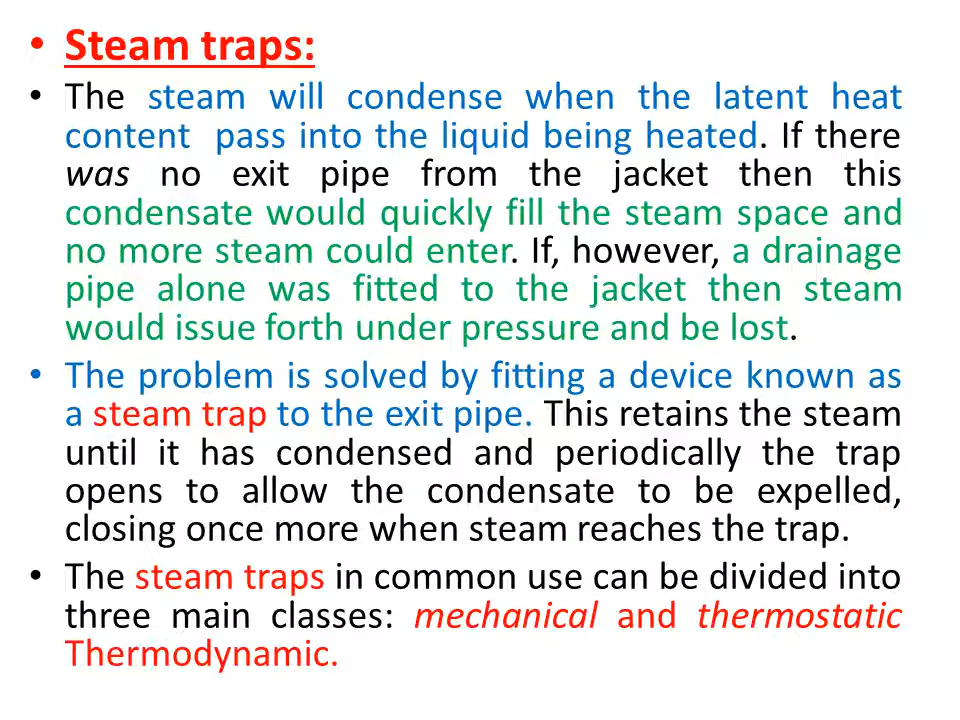 • Steam traps:
• The steam will condense when the latent heat
content pass into the liquid being heated. If there
was no exit pipe from the jacket then this
condensate would quickly fill the steam space and
no more steam could enter. If, however, a drainage
pipe alone was fitted to the jacket then steam
would issue forth under pressure and be lost.
• The problem is solved by fitting a device known as
a steam trap to the exit pipe. This retains the steam
until it has condensed and periodically the trap
opens to allow the condensate to be expelled,
closing once more when steam reaches the trap.
• The steam traps in common use can be divided into
three main classes: mechanical and thermostatic
Thermodynamic.